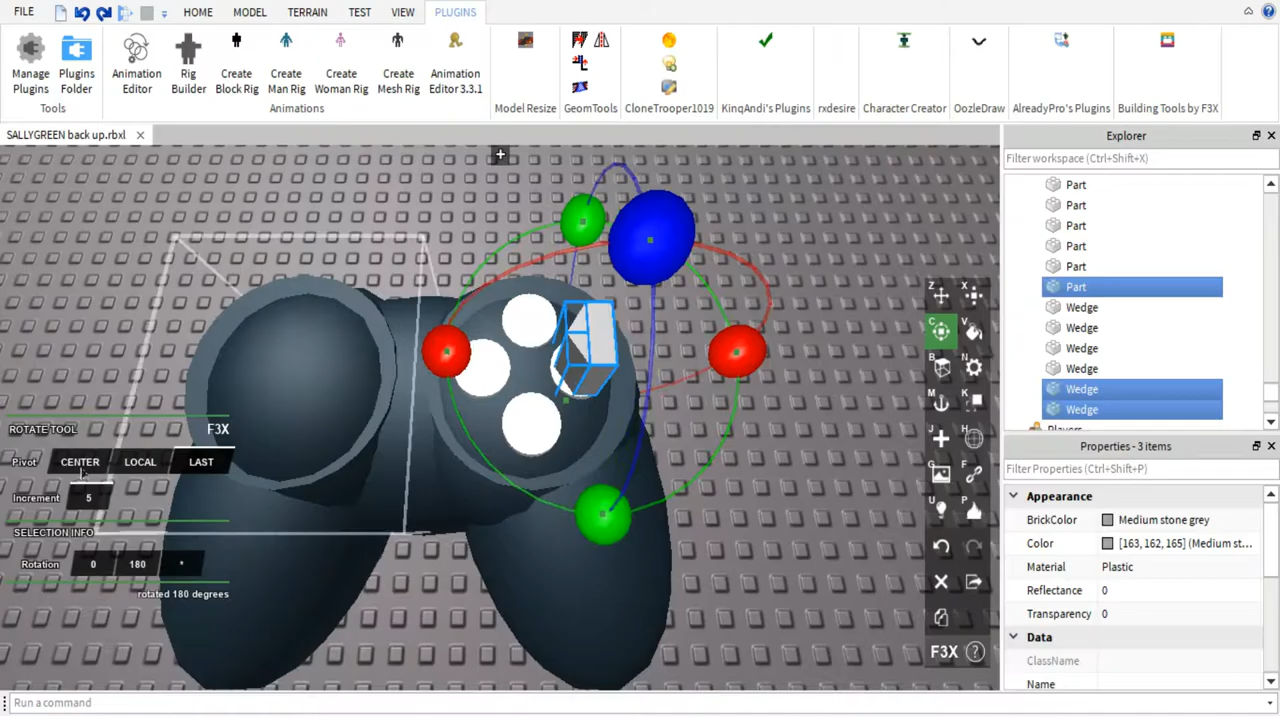 FILE HOME MODEL TERRAIN TEST VIEW PLUGINS
Manage Plugins
Plugins Folder
Animation Editor
Rig Builder
Create Block Rig
Create Man Rig
Create Woman Rig
Create Mesh Rig
Animation Editor 3.3.1
Tools Animations Model Resize GeomTools CloneTrooper1019 KinqAndi's Plugins rxdesire Character Creator OozleDraw AlreadyPro's Plugins Building Tools by F3X
SALLYGREEN back up.rbxl
Explorer
Filter workspace (Ctrl+Shift+X)
Part
Part
Part
Part
Part
Part
Wedge
Wedge
Wedge
Wedge
Wedge
Wedge
Properties - 3 items
Filter Properties (Ctrl+Shift+P)
Appearance
BrickColor Medium stone grey
Color [163, 162, 165] (Medium st...
Material Plastic
Reflectance 0
Transparency 0
Data
ClassName
Name
ROTATE TOOL F3X
Pivot CENTER LOCAL LAST
Increment 5
SELECTION INFO
Rotation 0 180 *
rotated 180 degrees
Z X
C V
B N
M K
J H
G F
U P
F3X ?
Run a command